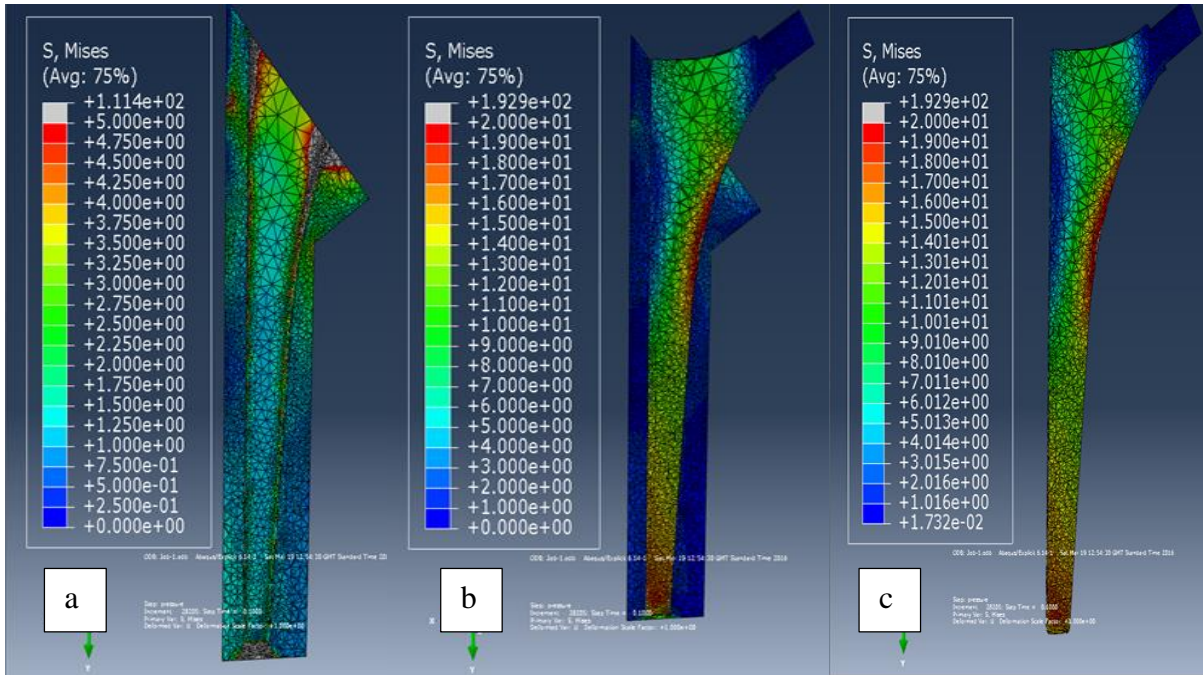 S, Mises
(Avg: 75%)
+1.114e+02
+5.000e+00
+4.750e+00
+4.500e+00
+4.250e+00
+4.000e+00
+3.750e+00
+3.500e+00
+3.250e+00
+3.000e+00
+2.750e+00
+2.500e+00
+2.250e+00
+2.000e+00
+1.750e+00
+1.500e+00
+1.250e+00
+1.000e+00
+7.500e-01
+5.000e-01
+2.500e-01
+0.000e+00
a
Y
S, Mises
(Avg: 75%)
+1.929e+02
+2.000e+01
+1.900e+01
+1.800e+01
+1.700e+01
+1.600e+01
+1.500e+01
+1.400e+01
+1.300e+01
+1.200e+01
+1.100e+01
+1.000e+01
+9.000e+00
+8.000e+00
+7.000e+00
+6.000e+00
+5.000e+00
+4.000e+00
+3.000e+00
+2.000e+00
+1.000e+00
+0.000e+00
b
X
Y
S, Mises
(Avg: 75%)
+1.929e+02
+2.000e+01
+1.900e+01
+1.800e+01
+1.700e+01
+1.600e+01
+1.500e+01
+1.401e+01
+1.301e+01
+1.201e+01
+1.101e+01
+1.001e+01
+9.010e+00
+8.010e+00
+7.011e+00
+6.012e+00
+5.013e+00
+4.014e+00
+3.015e+00
+2.016e+00
+1.016e+00
+1.732e-02
c
Y